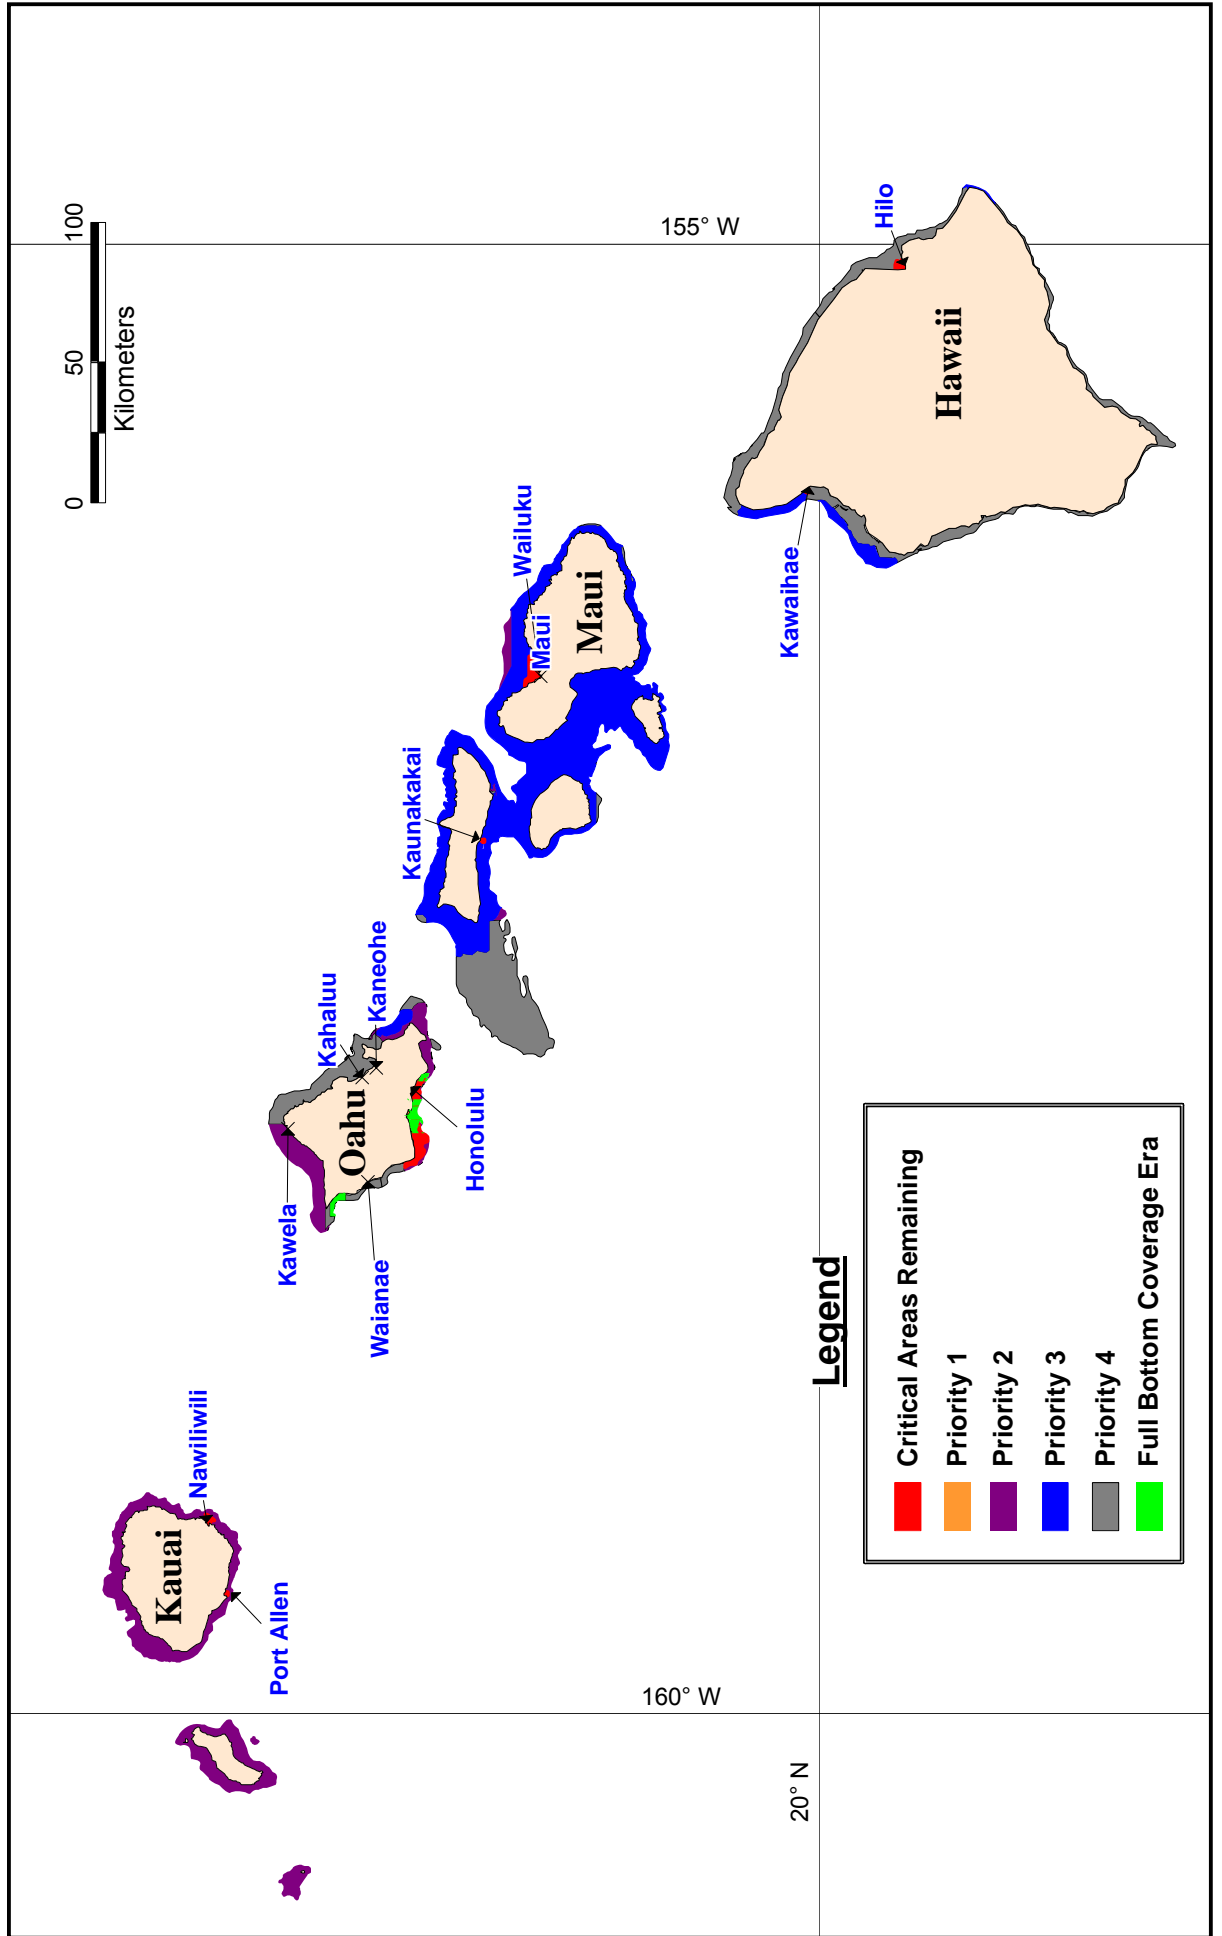 Kauai
Nawiliwili
Port Allen
Kawela
Oahu
Kahaluu
Kaneohe
Waianae
Honolulu
Kaunakakai
Wailuku
Maui
Maui
Kawaihae
Hilo
Hawaii
0 50 100
Kilometers
160° W
155° W
20° N
Legend
Critical Areas Remaining
Priority 1
Priority 2
Priority 3
Priority 4
Full Bottom Coverage Era